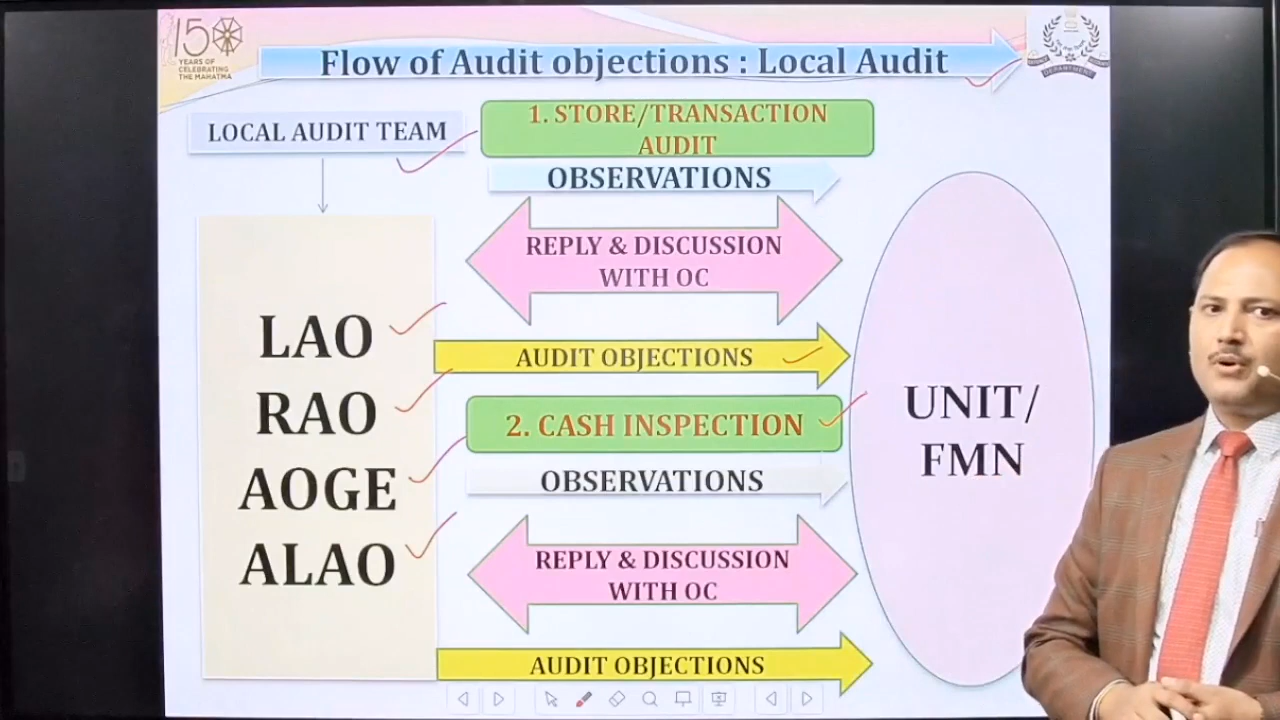 150
YEARS OF
CELEBRATING
THE MAHATMA
Flow of Audit objections : Local Audit
DEPARTMENT
LOCAL AUDIT TEAM
1. STORE/TRANSACTION
AUDIT
OBSERVATIONS
REPLY & DISCUSSION
WITH OC
AUDIT OBJECTIONS
2. CASH INSPECTION
OBSERVATIONS
REPLY & DISCUSSION
WITH OC
AUDIT OBJECTIONS
LAO
RAO
AOGE
ALAO
UNIT/
FMN